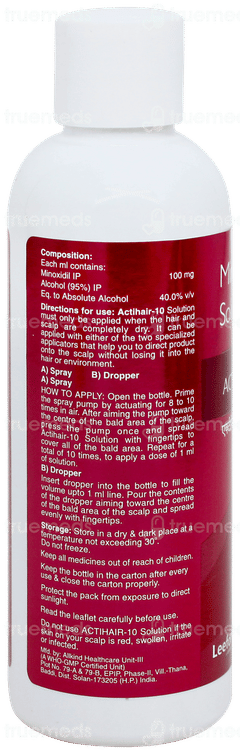 Composition:
Each ml contains:
Minoxidil IP 100 mg
Alcohol (95%) IP
Eq. to Absolute Alcohol 40.0% v/v
Directions for use: Actihair-10 Solution
must only be applied when the hair and
scalp are completely dry. It can be
applied with either of the two specialized
applicators that help you to direct product
onto the scalp without losing it into the
hair or environment.
A) Spray B) Dropper
A) Spray
HOW TO APPLY: Open the bottle. Prime
the spray pump by actuating for 8 to 10
times in air. After aiming the pump toward
the centre of the bald area of the scalp,
press the pump once and spread
Actihair-10 Solution with fingertips to
cover all of the bald area. Repeat for a
total of 10 times, to apply a dose of 1 ml
of solution.
B) Dropper
Insert dropper into the bottle to fill the
volume upto 1 ml line. Pour the contents
of the dropper aiming toward the centre
of the bald area of the scalp and spread
evenly with fingertips.
Storage: Store in a dry & dark place at a
temperature not exceeding 30°.
Do not freeze.
Keep all medicines out of reach of children.
Keep the bottle in the carton after every
use & close the carton properly.
Protect the pack from exposure to direct
sunlight.
Read the leaflet carefully before use.
Do not use ACTIHAIR-10 Solution if the
skin on your scalp is red, swollen, irritated
or infected.
Mfg. by: Allkind Healthcare Unit-III
(A WHO-GMP Certified Unit)
Plot No. 79-A & 79-B, EPIP, Phase-II, Vill.-Thana,
Baddi, Dist. Solan-173205 (H.P.) India.
truemeds